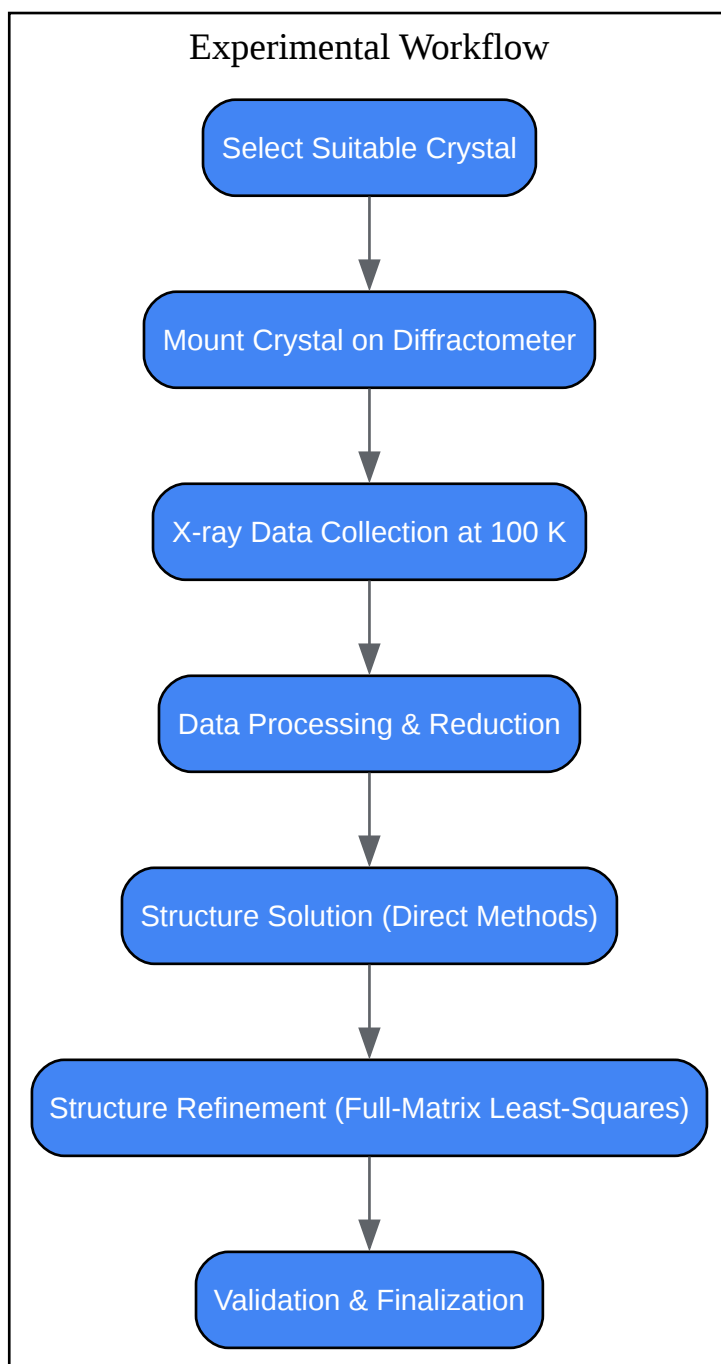 Experimental Workflow
Select Suitable Crystal
Mount Crystal on Diffractometer
X-ray Data Collection at 100 K
Data Processing & Reduction
Structure Solution (Direct Methods)
Structure Refinement (Full-Matrix Least-Squares)
Validation & Finalization